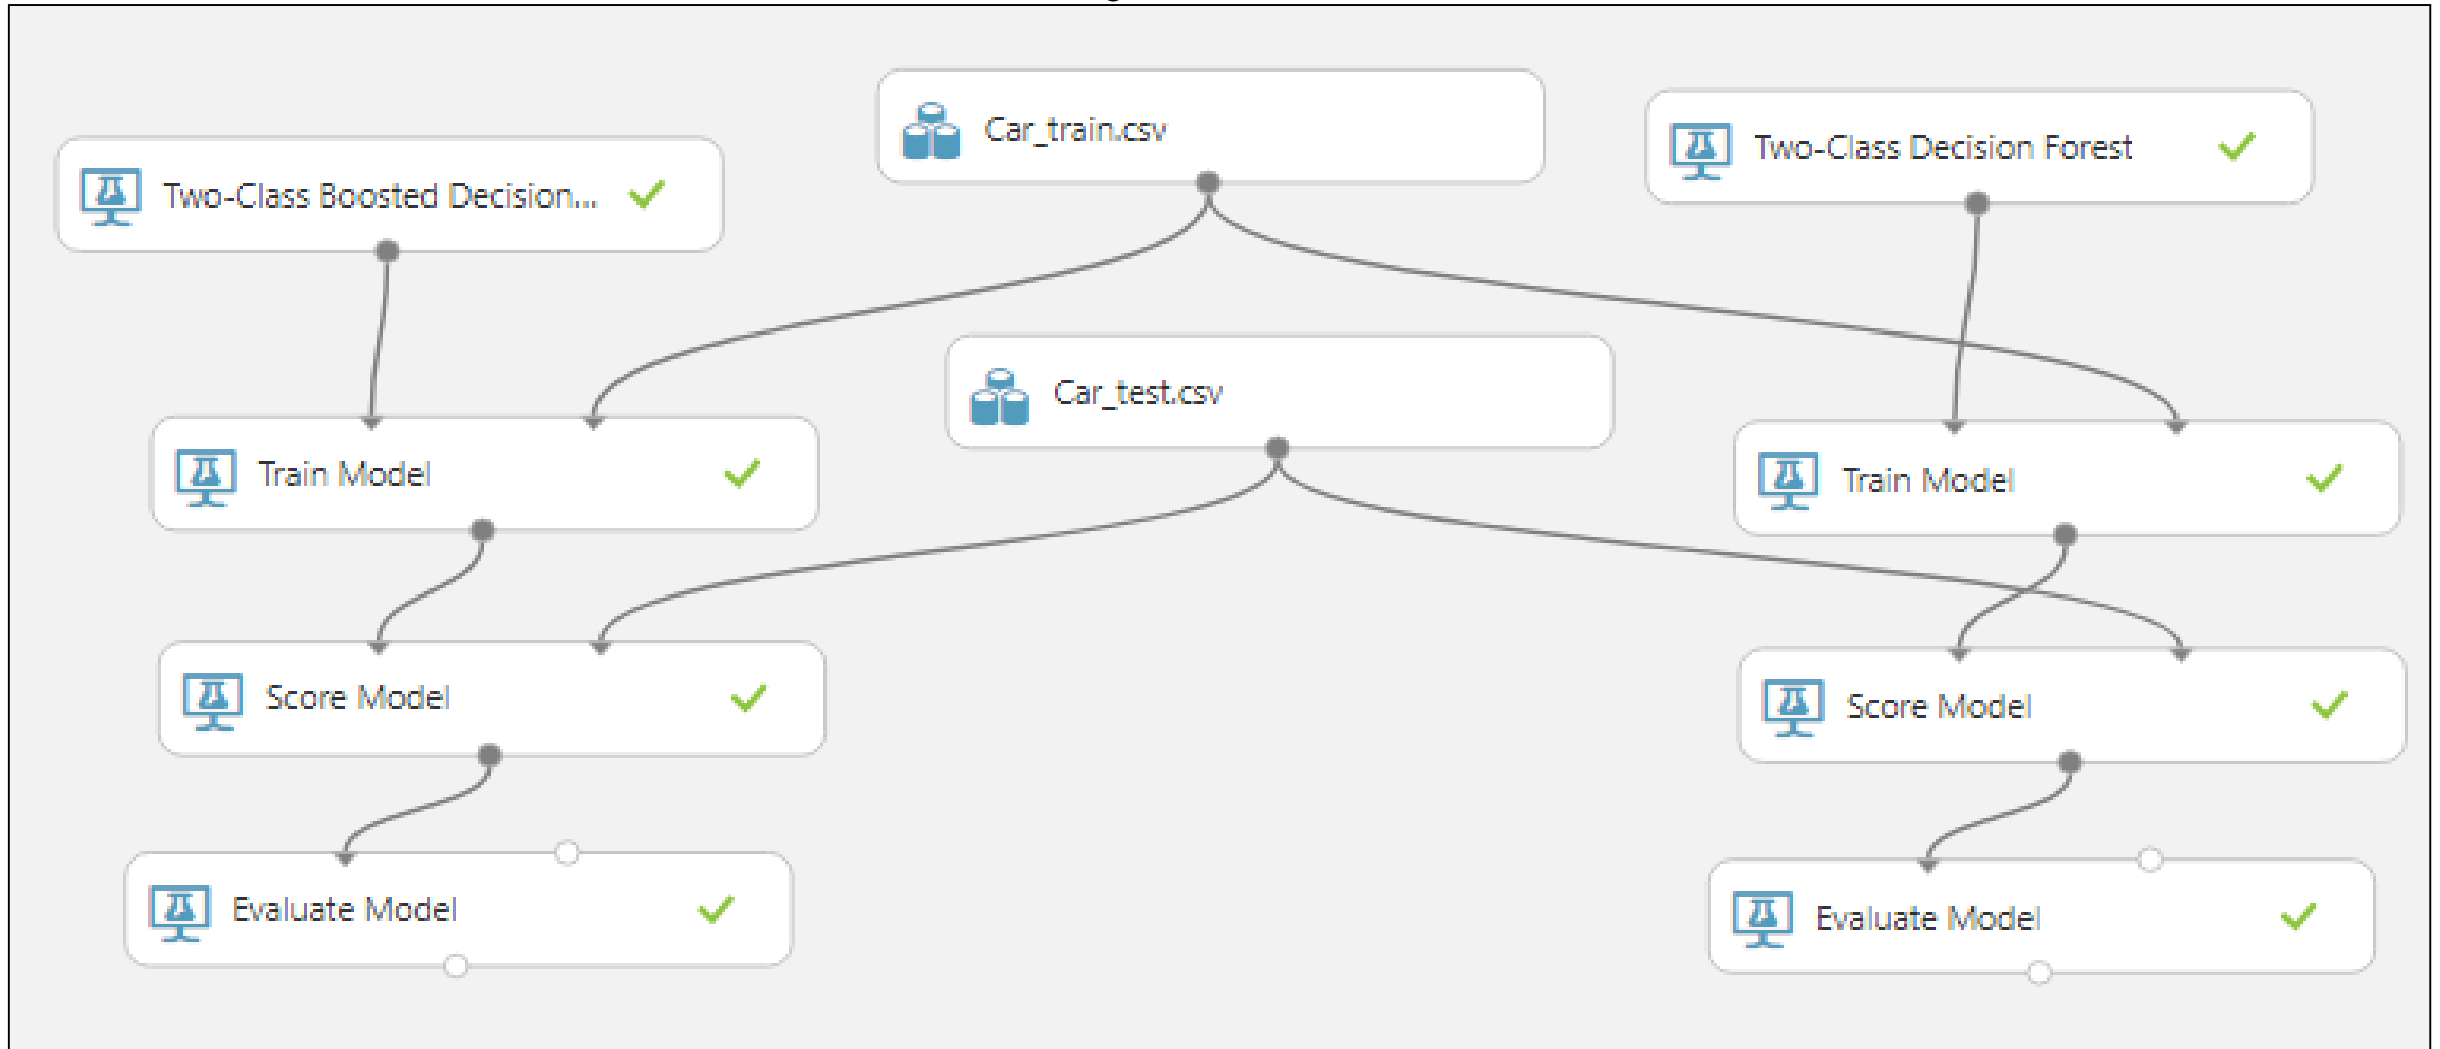 Car_train.csv
Two-Class Decision Forest
Two-Class Boosted Decision...
Car_test.csv
Train Model
Train Model
Score Model
Score Model
Evaluate Model
Evaluate Model